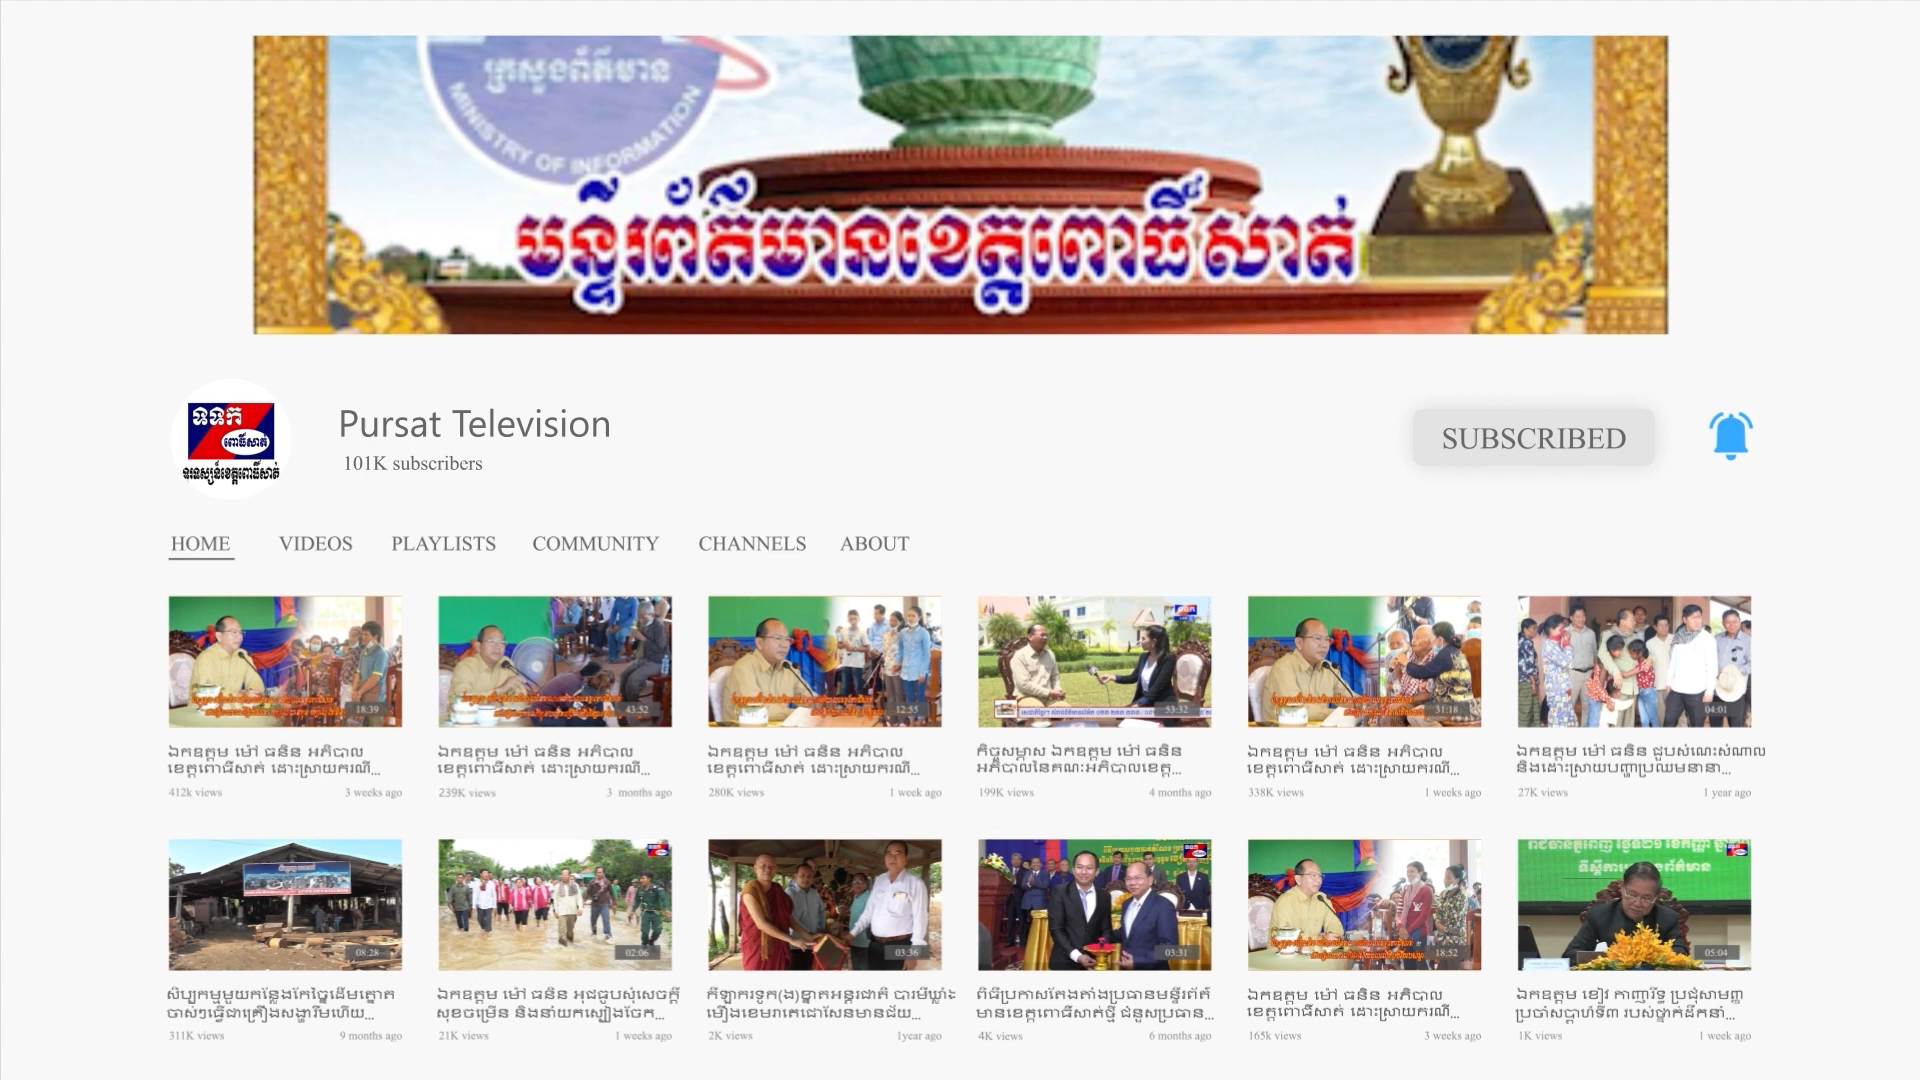 ក្រសួងព័ត៌មាន
MINISTRY OF INFORMATION
មន្ទីរព័ត៌មានខេត្តពោធិ៍សាត់
ទទក
ពោធិ៍សាត់
ទូរទស្សន៍ខេត្តពោធិ៍សាត់
Pursat Television
101K subscribers
SUBSCRIBED
HOME VIDEOS PLAYLISTS COMMUNITY CHANNELS ABOUT
18:39 43:52 12:55 53:32 31:18 04:01
ឯកឧត្តម ម៉ៅ ធនិន អភិបាល
ខេត្តពោធិ៍សាត់ ដោះស្រាយករណី...
412k views 3 weeks ago
ឯកឧត្តម ម៉ៅ ធនិន អភិបាល
ខេត្តពោធិ៍សាត់ ដោះស្រាយករណី...
239K views 3 months ago
ឯកឧត្តម ម៉ៅ ធនិន អភិបាល
ខេត្តពោធិ៍សាត់ ដោះស្រាយករណី...
280K views 1 week ago
កិច្ចសម្ភាស ឯកឧត្តម ម៉ៅ ធនិន
អភិបាលនៃគណៈអភិបាលខេត្ត...
199K views 4 months ago
ឯកឧត្តម ម៉ៅ ធនិន អភិបាល
ខេត្តពោធិ៍សាត់ ដោះស្រាយករណី...
338K views 1 weeks ago
ឯកឧត្តម ម៉ៅ ធនិន ជួបសំណេះសំណាល
និងដោះស្រាយបញ្ហាប្រឈមនានា...
27K views 1 year ago
08:28 02:06 03:36 03:31 18:52 05:04
សិប្បកម្មមួយកន្លែងកែច្នៃដើមត្នោត
ចាស់ៗធ្វើជាគ្រឿងសង្ហារឹមហើយ...
311K views 9 months ago
ឯកឧត្តម ម៉ៅ ធនិន អុជធូបសុំសេចក្តី
សុខចម្រើន និងនាំយកស្បៀងចែក...
21K views 1 weeks ago
កីឡាករទូក(ង)ខ្នាតអន្តរជាតិ បារមីឃ្លាំង
មឿងខេមរាតេជោសែនមានជ័យ...
2K views 1year ago
ពិធីប្រកាសតែងតាំងប្រធានមន្ទីរព័ត៌
មានខេត្តពោធិ៍សាត់ថ្មី ជំនួសប្រធាន...
4K views 6 months ago
ឯកឧត្តម ម៉ៅ ធនិន អភិបាល
ខេត្តពោធិ៍សាត់ ដោះស្រាយករណី...
165k views 3 weeks ago
ឯកឧត្តម ខៀវ កាញារីទ្ធ ប្រជុំសាមញ្ញ
ប្រចាំសប្តាហ៍ទី៣ របស់ថ្នាក់ដឹកនាំ...
1K views 1 week ago